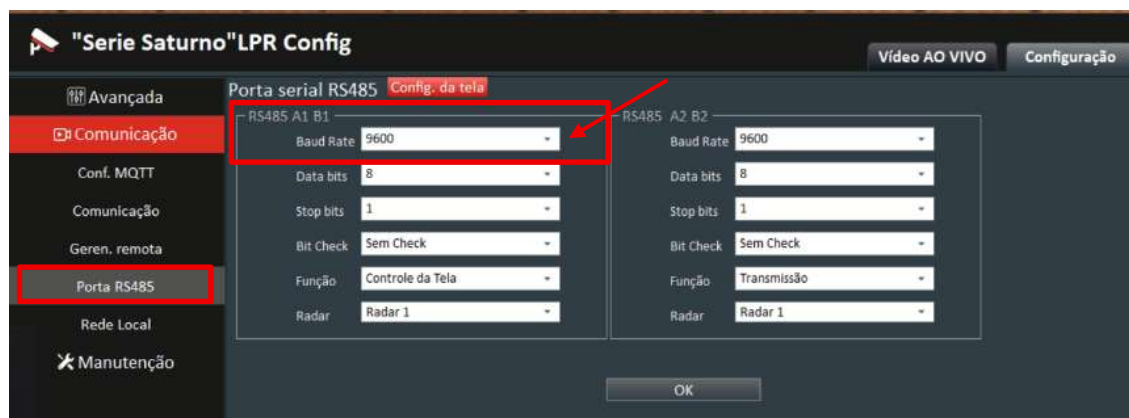 "Serie Saturno"LPR Config
Vídeo AO VIVO
Configuração
Avançada
Comunicação
Conf. MQTT
Comunicação
Geren. remota
Porta RS485
Rede Local
Manutenção
Porta serial RS485 Config. da tela
RS485 A1 B1
Baud Rate 9600
Data bits 8
Stop bits 1
Bit Check Sem Check
Função Controle da Tela
Radar Radar 1
RS485 A2 B2
Baud Rate 9600
Data bits 8
Stop bits 1
Bit Check Sem Check
Função Transmissão
Radar Radar 1
OK